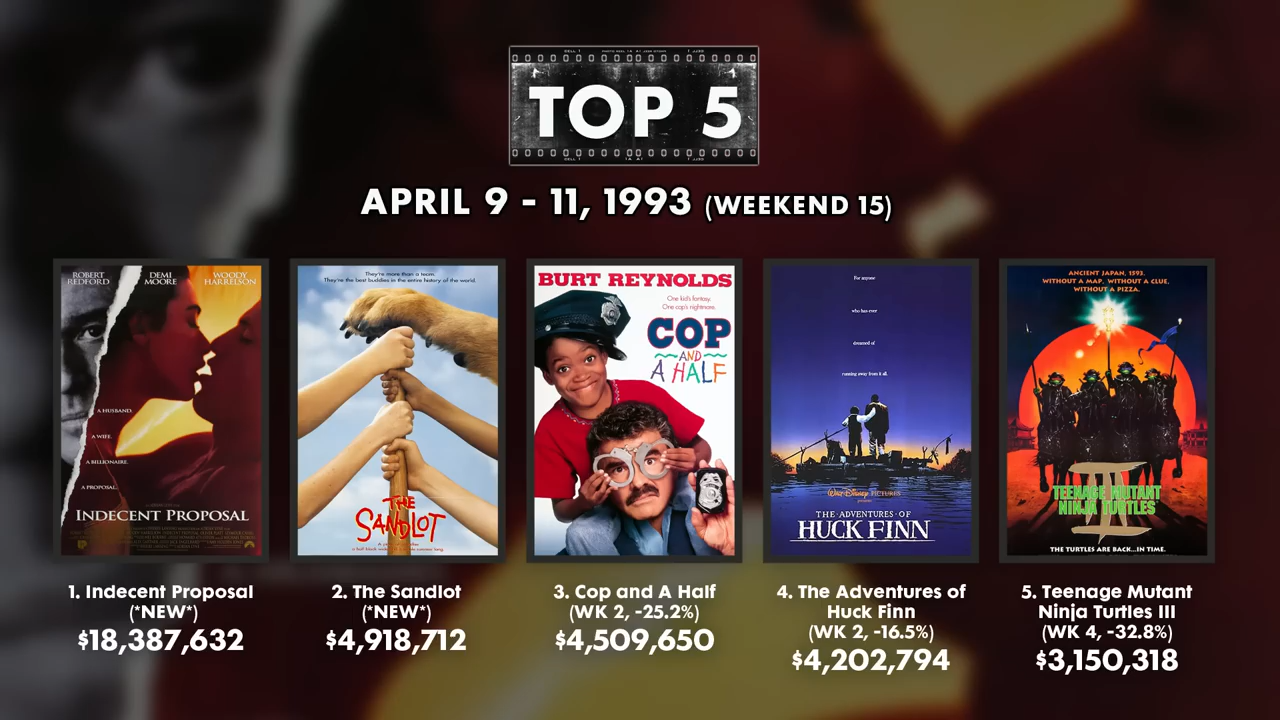 TOP 5
APRIL 9 - 11, 1993 (WEEKEND 15)
ROBERT REDFORD
DEMI MOORE
WOODY HARRELSON
A HUSBAND.
A WIFE.
A BILLIONAIRE.
A PROPOSAL.
INDECENT PROPOSAL
They're more than a team.
They're the best buddies in the entire history of the world.
THE
SANDLOT
BURT REYNOLDS
One kid's fantasy.
One cop's nightmare.
COP
AND
A HALF
For anyone
who has ever
dreamed of
running away from it all.
WALT DISNEY PICTURES
THE ADVENTURES OF
HUCK FINN
ANCIENT JAPAN, 1593.
WITHOUT A MAP. WITHOUT A CLUE.
WITHOUT A PIZZA.
III
TEENAGE MUTANT
NINJA TURTLES
THE TURTLES ARE BACK...IN TIME.
1. Indecent Proposal
(*NEW*)
$18,387,632
2. The Sandlot
(*NEW*)
$4,918,712
3. Cop and A Half
(WK 2, -25.2%)
$4,509,650
4. The Adventures of
Huck Finn
(WK 2, -16.5%)
$4,202,794
5. Teenage Mutant
Ninja Turtles III
(WK 4, -32.8%)
$3,150,318